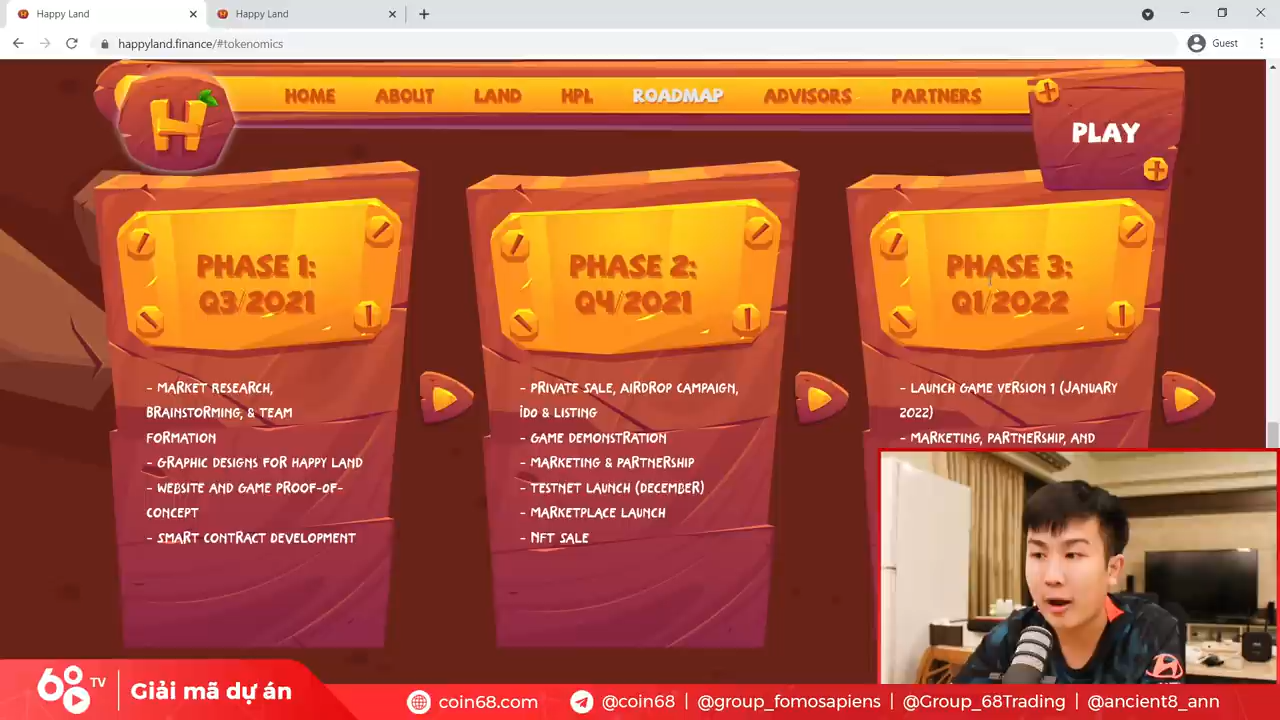 Happy Land
Happy Land
happyland.finance/#tokenomics
Guest
H
HOME
ABOUT
LAND
HPL
ROADMAP
ADVISORS
PARTNERS
PLAY
PHASE 1:
Q3/2021
- MARKET RESEARCH,
BRAINSTORMING, & TEAM
FORMATION
- GRAPHIC DESIGNS FOR HAPPY LAND
- WEBSITE AND GAME PROOF-OF-
CONCEPT
- SMART CONTRACT DEVELOPMENT
PHASE 2:
Q4/2021
- PRIVATE SALE, AIRDROP CAMPAIGN,
IDO & LISTING
- GAME DEMONSTRATION
- MARKETING & PARTNERSHIP
- TESTNET LAUNCH (DECEMBER)
- MARKETPLACE LAUNCH
- NFT SALE
PHASE 3:
Q1/2022
- LAUNCH GAME VERSION 1 (JANUARY
2022)
- MARKETING, PARTNERSHIP, AND
68 TV
Giải mã dự án
coin68.com
@coin68 | @group_fomosapiens | @Group_68Trading | @ancient8_ann